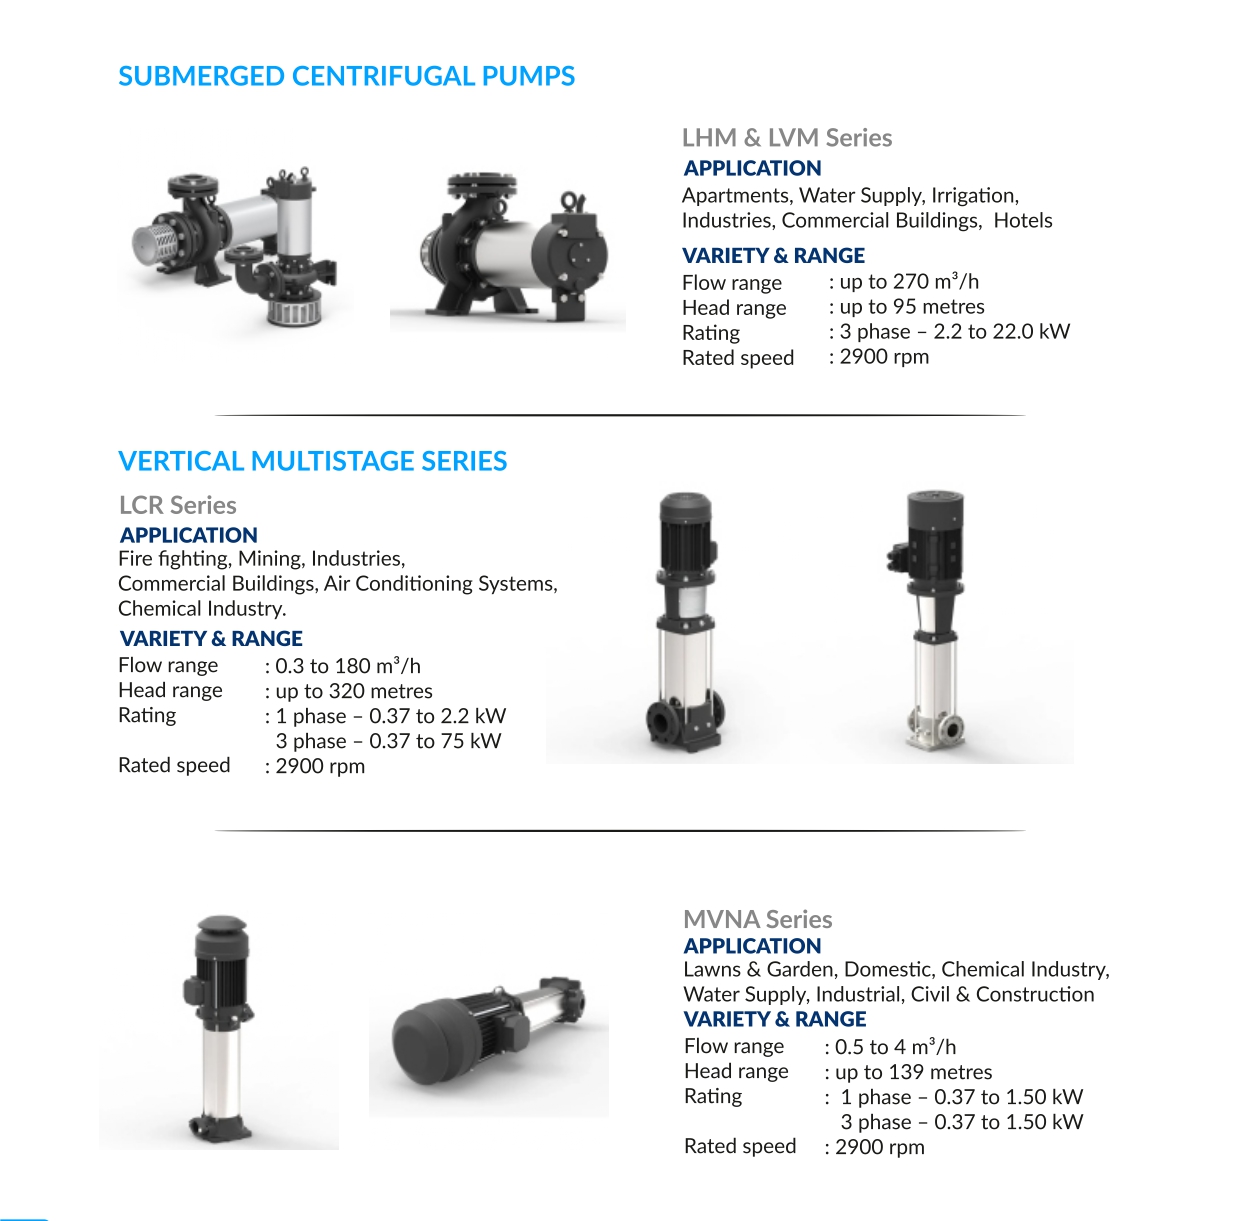 SUBMERGED CENTRIFUGAL PUMPS
LHM & LVM Series
APPLICATION
Apartments, Water Supply, Irrigation,
Industries, Commercial Buildings, Hotels
VARIETY & RANGE
Flow range : up to 270 m³/h
Head range : up to 95 metres
Rating : 3 phase – 2.2 to 22.0 kW
Rated speed : 2900 rpm
VERTICAL MULTISTAGE SERIES
LCR Series
APPLICATION
Fire fighting, Mining, Industries,
Commercial Buildings, Air Conditioning Systems,
Chemical Industry.
VARIETY & RANGE
Flow range : 0.3 to 180 m³/h
Head range : up to 320 metres
Rating : 1 phase – 0.37 to 2.2 kW
3 phase – 0.37 to 75 kW
Rated speed : 2900 rpm
MVNA Series
APPLICATION
Lawns & Garden, Domestic, Chemical Industry,
Water Supply, Industrial, Civil & Construction
VARIETY & RANGE
Flow range : 0.5 to 4 m³/h
Head range : up to 139 metres
Rating : 1 phase – 0.37 to 1.50 kW
3 phase – 0.37 to 1.50 kW
Rated speed : 2900 rpm